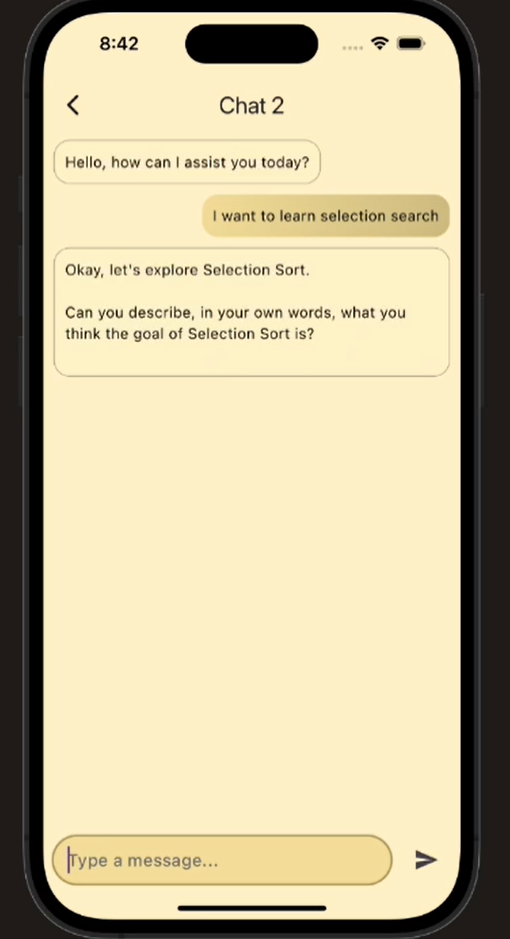 8:42
Chat 2
Hello, how can I assist you today?
I want to learn selection search
Okay, let's explore Selection Sort.
Can you describe, in your own words, what you
think the goal of Selection Sort is?
Type a message...